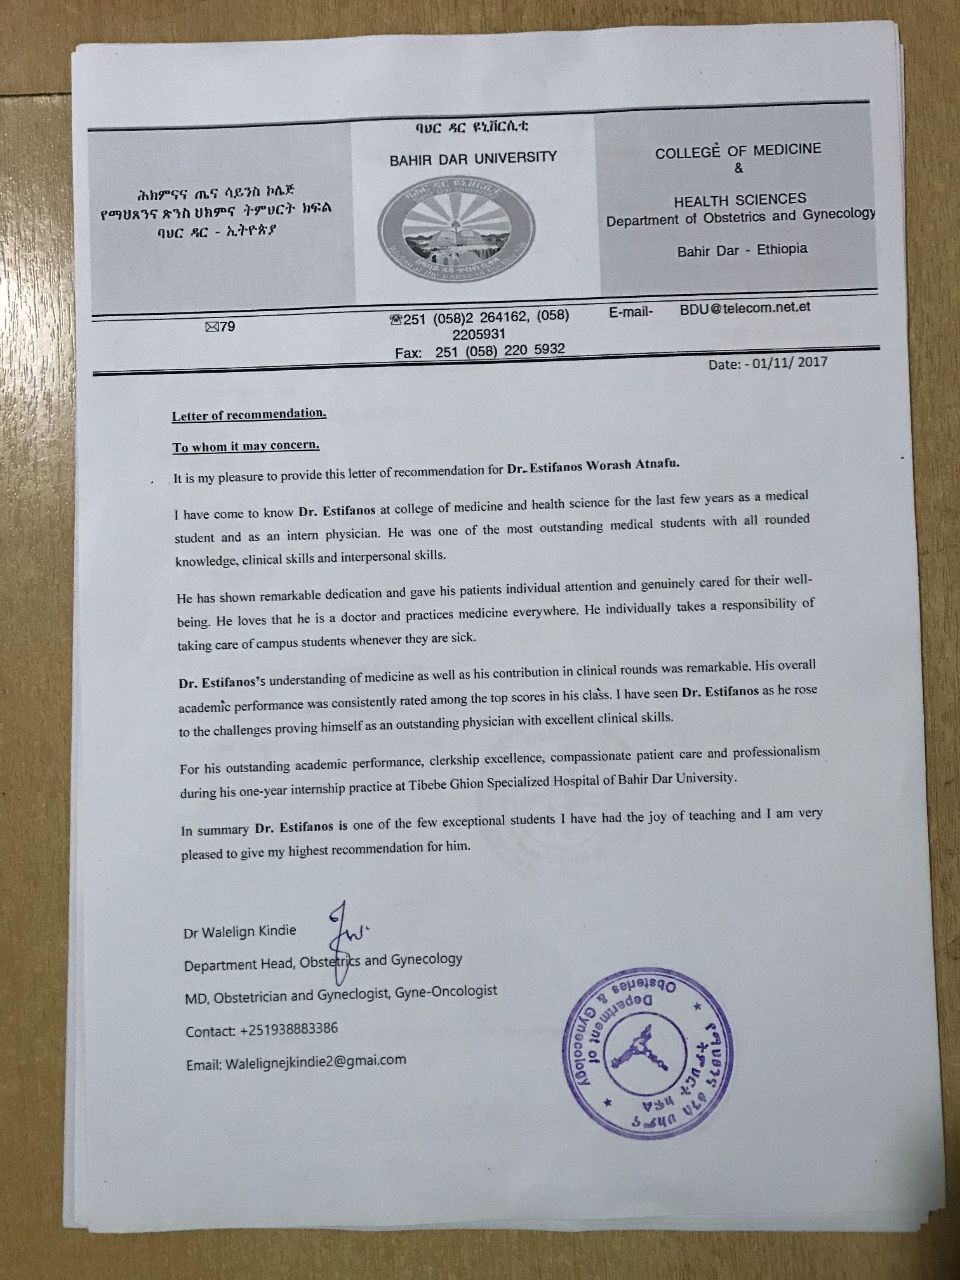 ባህር ዳር ዩኒቨርሲቲ
BAHIR DAR UNIVERSITY
ሕክምናና ጤና ሳይንስ ኮሌጅ
የማህጸንና ጽንስ ህክምና ትምህርት ክፍል
ባህር ዳር - ኢትዮጵያ
COLLEGE OF MEDICINE
&
HEALTH SCIENCES
Department of Obstetrics and Gynecology
Bahir Dar - Ethiopia
✉79
☏251 (058)2 264162, (058)
2205931
Fax: 251 (058) 220 5932
E-mail- BDU@telecom.net.et
Date: - 01/11/ 2017
Letter of recommendation.
To whom it may concern.
It is my pleasure to provide this letter of recommendation for Dr. Estifanos Worash Atnafu.
I have come to know Dr. Estifanos at college of medicine and health science for the last few years as a medical
student and as an intern physician. He was one of the most outstanding medical students with all rounded
knowledge, clinical skills and interpersonal skills.
He has shown remarkable dedication and gave his patients individual attention and genuinely cared for their well-
being. He loves that he is a doctor and practices medicine everywhere. He individually takes a responsibility of
taking care of campus students whenever they are sick.
Dr. Estifanos's understanding of medicine as well as his contribution in clinical rounds was remarkable. His overall
academic performance was consistently rated among the top scores in his class. I have seen Dr. Estifanos as he rose
to the challenges proving himself as an outstanding physician with excellent clinical skills.
For his outstanding academic performance, clerkship excellence, compassionate patient care and professionalism
during his one-year internship practice at Tibebe Ghion Specialized Hospital of Bahir Dar University.
In summary Dr. Estifanos is one of the few exceptional students I have had the joy of teaching and I am very
pleased to give my highest recommendation for him.
Dr Walelign Kindie
Department Head, Obstetrics and Gynecology
MD, Obstetrician and Gyneclogist, Gyne-Oncologist
Contact: +251938883386
Email: Walelignejkindie2@gmai.com
የማህፀንና ፅንስ ህክምና
ትምህርት ክፍል
Department of
Obsteries & Gynecology